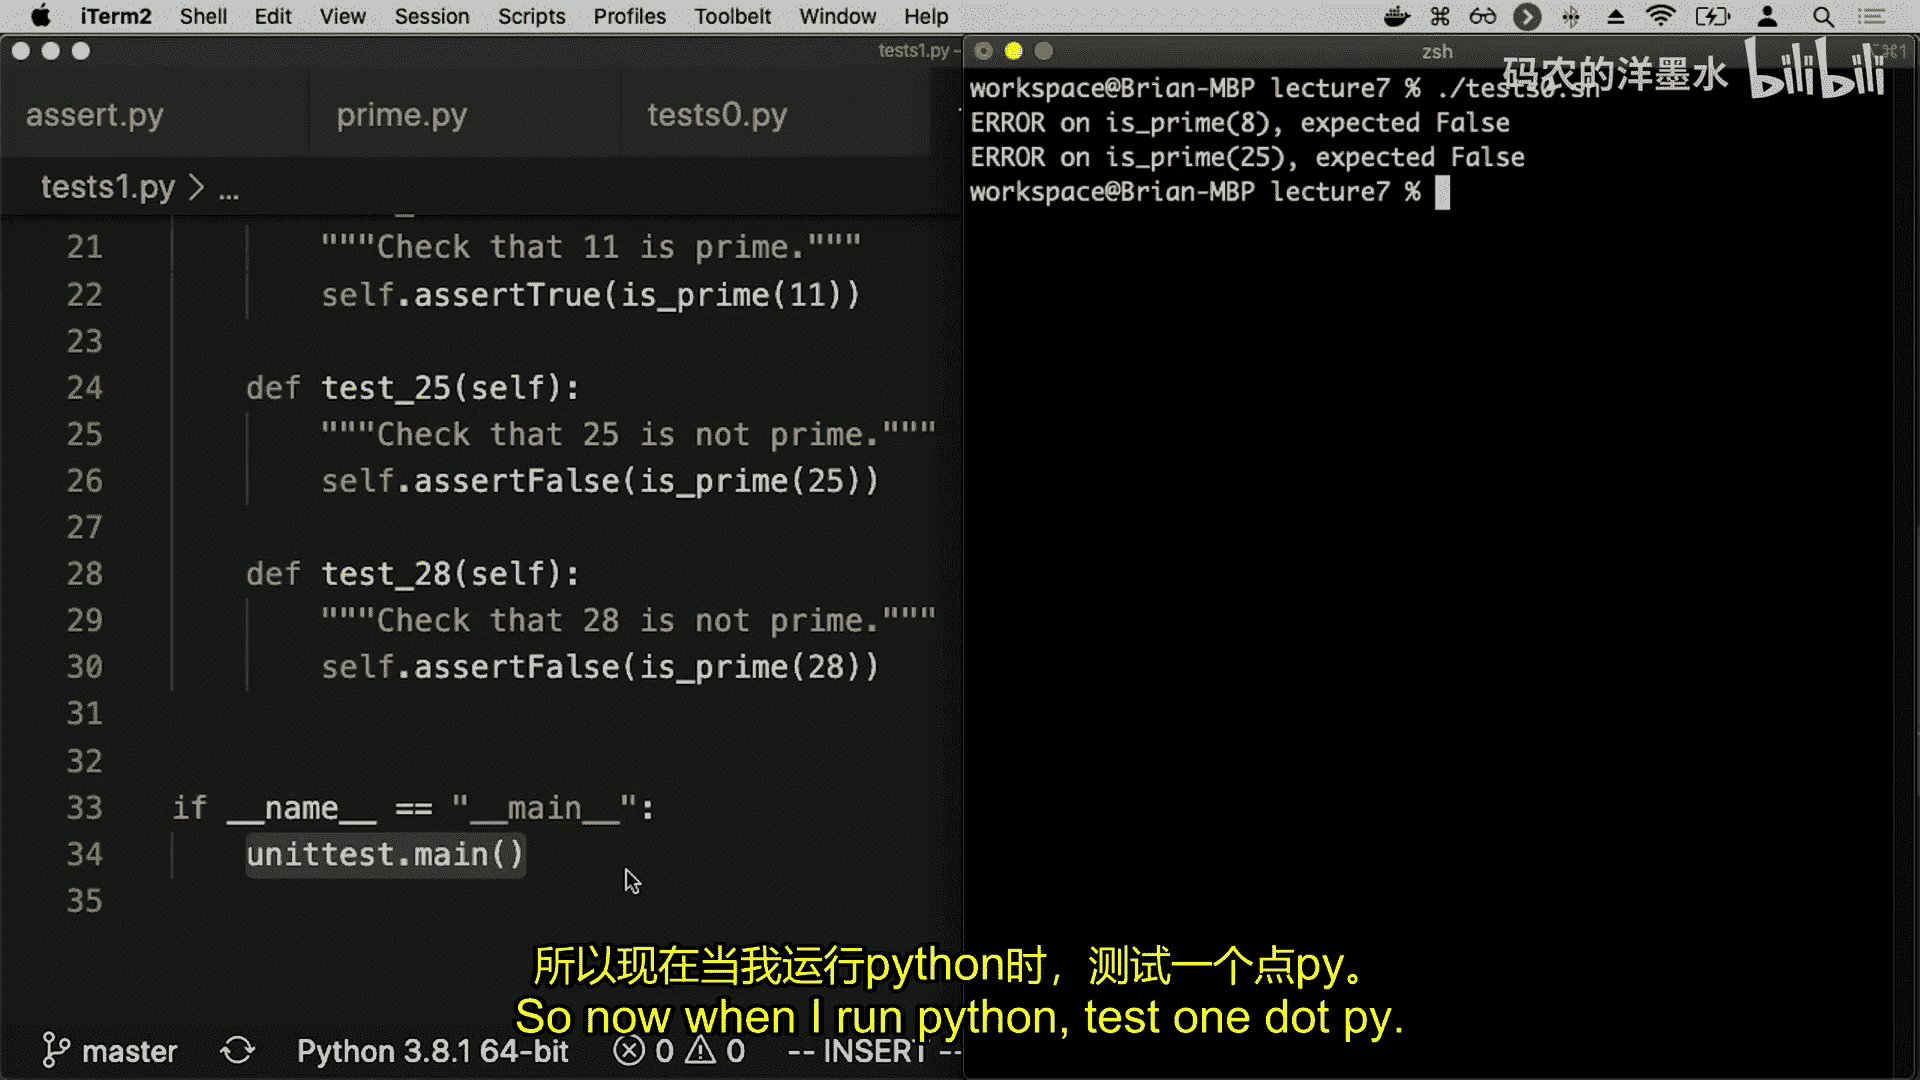 iTerm2 Shell Edit View Session Scripts Profiles Toolbelt Window Help
tests1.py —
zsh
⌥⌘1
码农的洋墨水 bilibili
assert.py prime.py tests0.py
tests1.py > ...
21 """Check that 11 is prime."""
22 self.assertTrue(is_prime(11))
23
24 def test_25(self):
25 """Check that 25 is not prime."""
26 self.assertFalse(is_prime(25))
27
28 def test_28(self):
29 """Check that 28 is not prime."""
30 self.assertFalse(is_prime(28))
31
32
33 if __name__ == "__main__":
34 unittest.main()
35
master Python 3.8.1 64-bit 0 0 -- INSERT --
workspace@Brian-MBP lecture7 % ./tests0.sh
ERROR on is_prime(8), expected False
ERROR on is_prime(25), expected False
workspace@Brian-MBP lecture7 %
所以现在当我运行python时，测试一个点py。
So now when I run python, test one dot py.